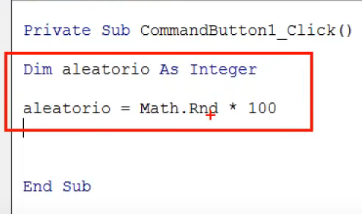 Private Sub CommandButton1_Click()
Dim aleatorio As Integer
aleatorio = Math.Rnd * 100
End Sub